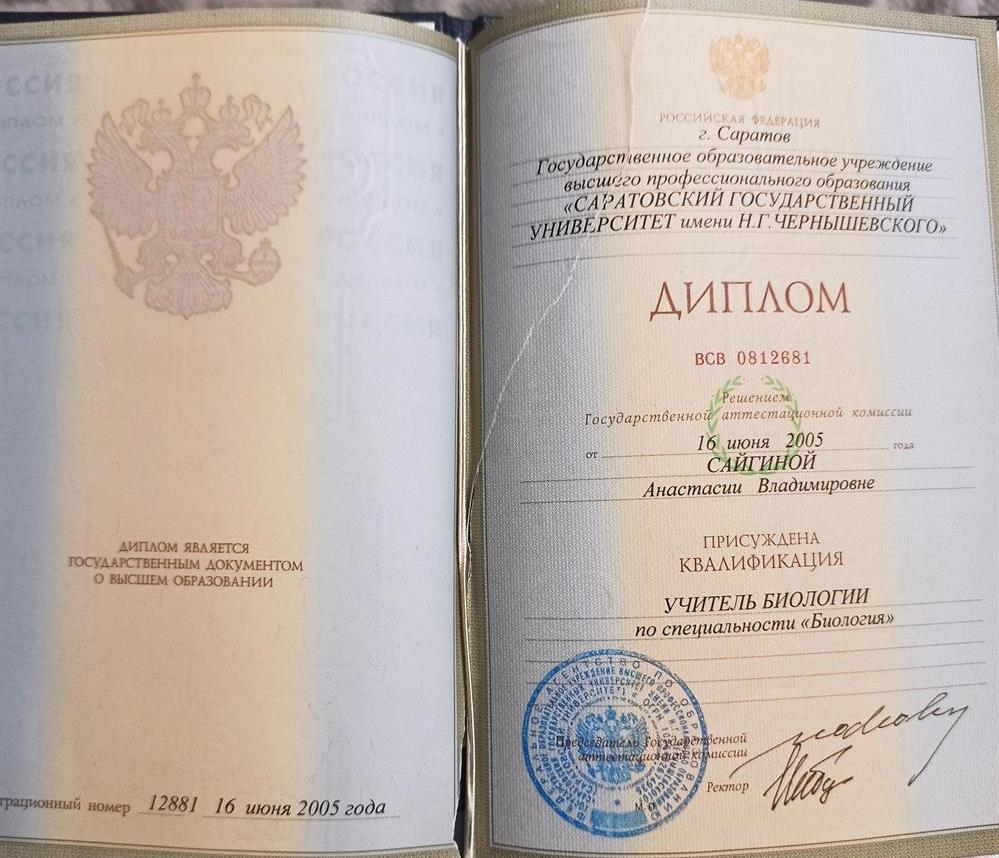 ДИПЛОМ ЯВЛЯЕТСЯ
ГОСУДАРСТВЕННЫМ ДОКУМЕНТОМ
О ВЫСШЕМ ОБРАЗОВАНИИ
номер 12881 16 июня 2005 года
РОССИЙСКАЯ ФЕДЕРАЦИЯ
г. Саратов
Государственное образовательное учреждение
высшего профессионального образования
«САРАТОВСКИЙ ГОСУДАРСТВЕННЫЙ
УНИВЕРСИТЕТ имени Н.Г.ЧЕРНЫШЕВСКОГО»
ДИПЛОМ
ВСВ 0812681
Решением
Государственной аттестационной комиссии
от 16 июня 2005 года
САЙГИНОЙ
Анастасии Владимировне
ПРИСУЖДЕНА
КВАЛИФИКАЦИЯ
УЧИТЕЛЬ БИОЛОГИИ
по специальности «Биология»
Председатель Государственной
аттестационной комиссии
Ректор